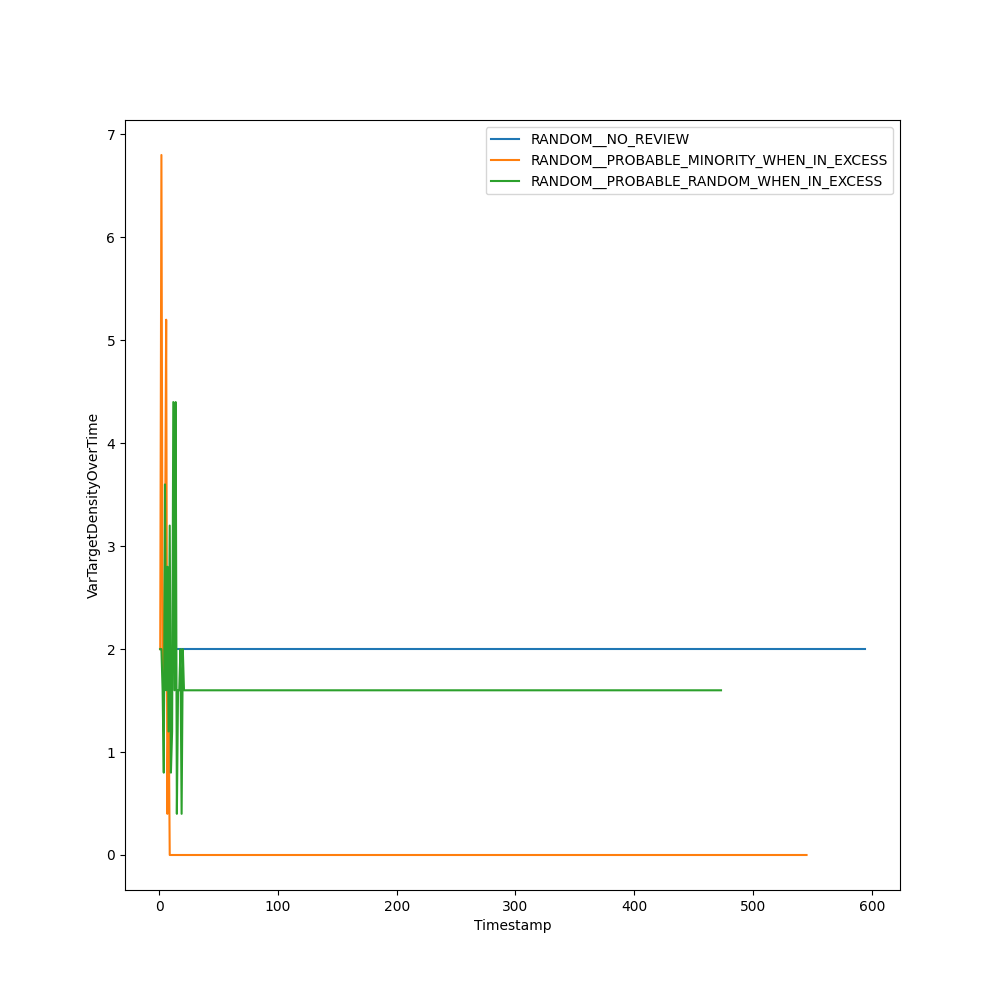 RANDOM__NO_REVIEW
RANDOM__PROBABLE_MINORITY_WHEN_IN_EXCESS
RANDOM__PROBABLE_RANDOM_WHEN_IN_EXCESS
7
6
5
4
3
2
1
0
VarTargetDensityOverTime
0 100 200 300 400 500 600
Timestamp